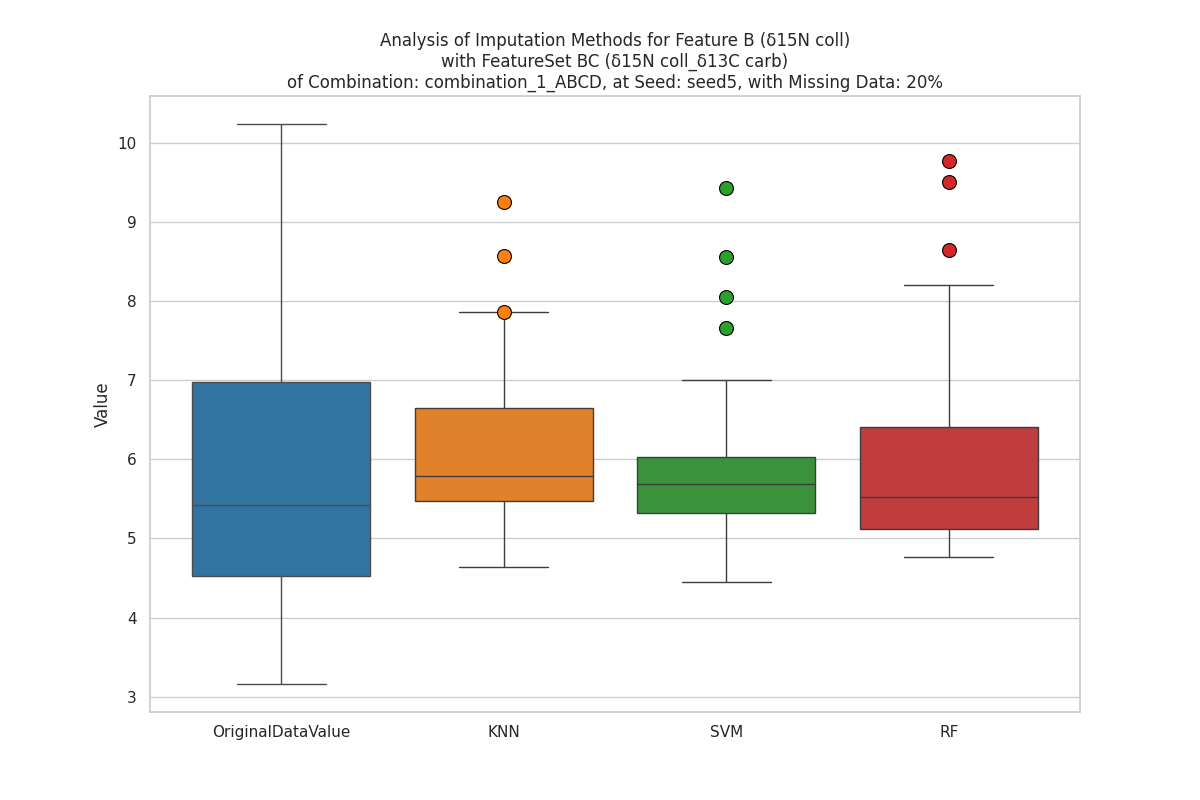 Analysis of Imputation Methods for Feature B (δ15N coll)
with FeatureSet BC (δ15N coll_δ13C carb)
of Combination: combination_1_ABCD, at Seed: seed5, with Missing Data: 20%
10
9
8
7
6
5
4
3
Value
OriginalDataValue
KNN
SVM
RF